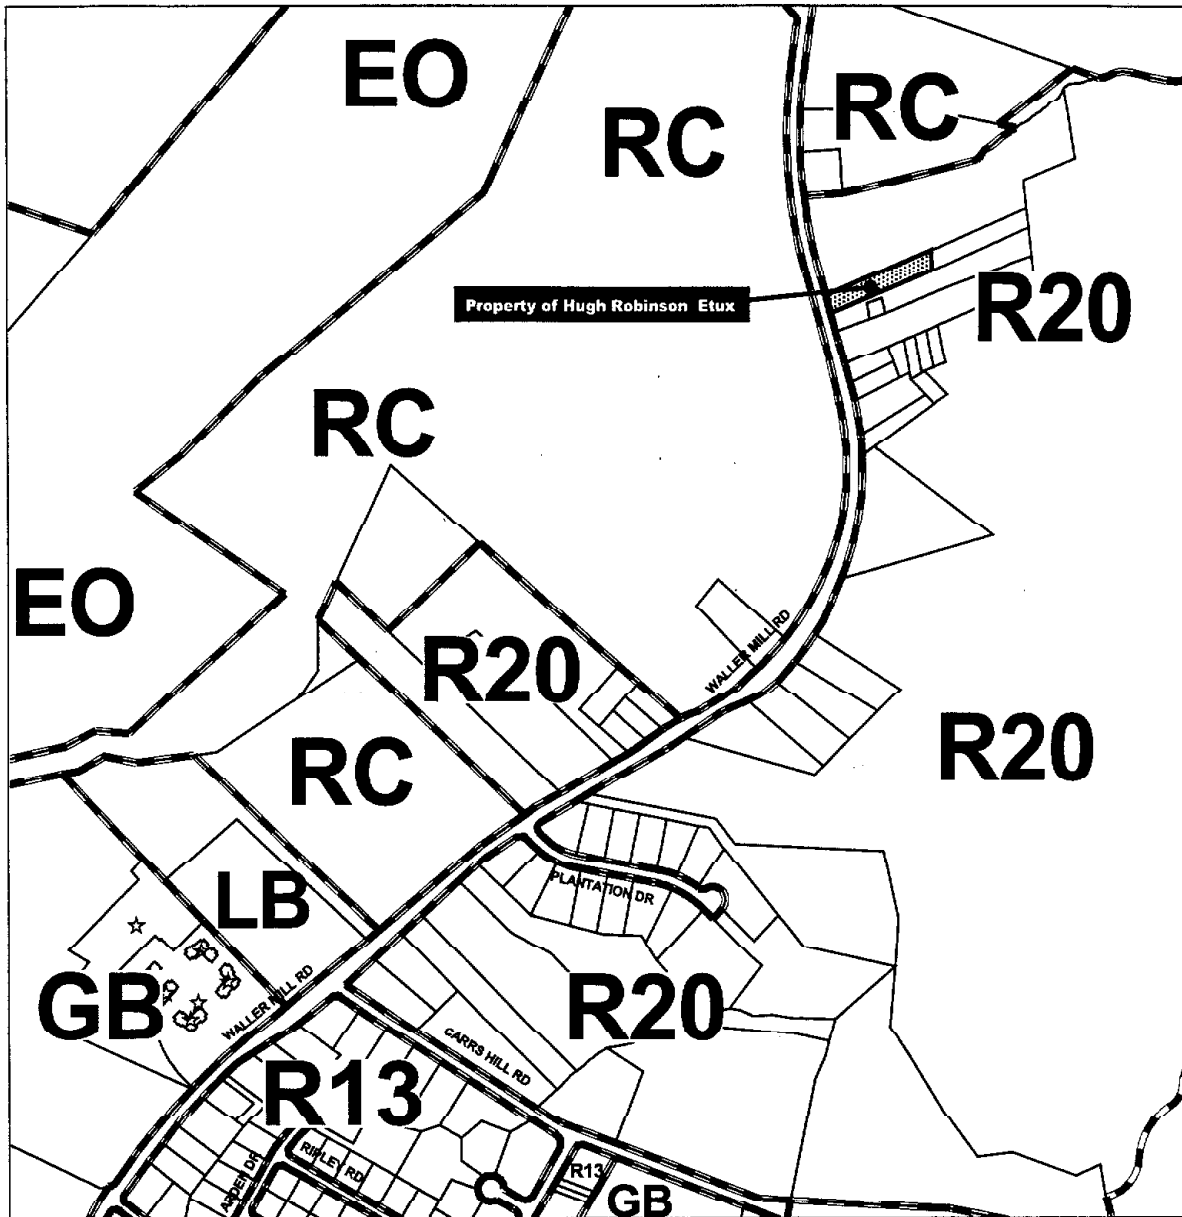 EO
RC
RC
R20
Property of Hugh Robinson Etux
RC
EO
R20
WALLER MILL RD
R20
RC
PLANTATION DR
LB
GB
WALLER MILL RD
R20
CARRS HILL RD
R13
RIPLEY RD
ARDEN DR
R13
GB